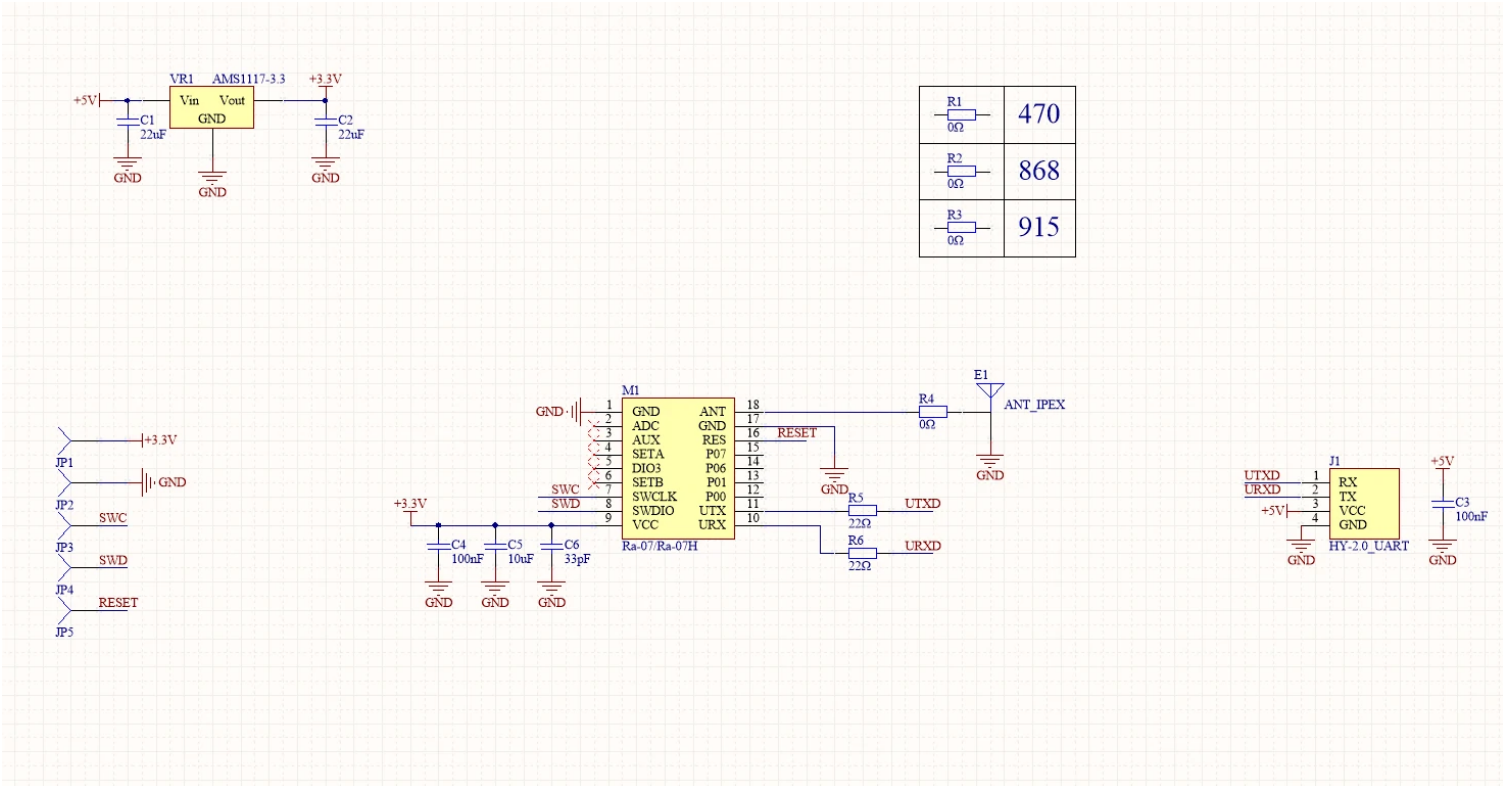 VR1 AMS1117-3.3
+3.3V
+5V
Vin Vout
GND
C1
22uF
C2
22uF
GND
GND
GND
R1
0Ω
470
R2
0Ω
868
R3
0Ω
915
JP1
+3.3V
JP2
GND
JP3
SWC
JP4
SWD
JP5
RESET
M1
GND
1 GND ANT 18
2 ADC GND 17
3 AUX RES 16 RESET
4 SETA P07 15
5 DIO3 P06 14
6 SETB P01 13
SWC 7 SWCLK P00 12
SWD 8 SWDIO UTX 11
9 VCC URX 10
Ra-07/Ra-07H
+3.3V
C4
100nF
C5
10uF
C6
33pF
GND
GND
GND
GND
R4
0Ω
E1
ANT_IPEX
GND
R5
22Ω
UTXD
R6
22Ω
URXD
J1
UTXD 1 RX
URXD 2 TX
+5V 3 VCC
4 GND
HY-2.0_UART
GND
+5V
C3
100nF
GND